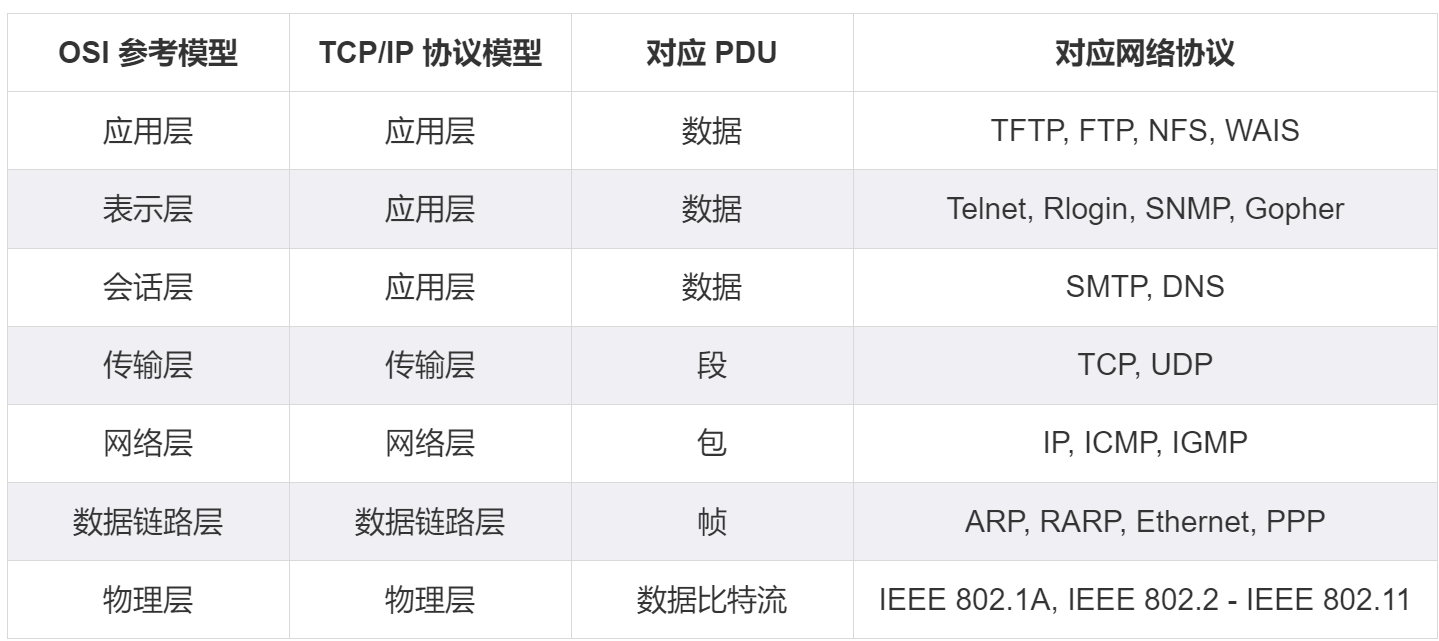 OSI 参考模型 TCP/IP 协议模型 对应 PDU 对应网络协议
应用层 应用层 数据 TFTP, FTP, NFS, WAIS
表示层 应用层 数据 Telnet, Rlogin, SNMP, Gopher
会话层 应用层 数据 SMTP, DNS
传输层 传输层 段 TCP, UDP
网络层 网络层 包 IP, ICMP, IGMP
数据链路层 数据链路层 帧 ARP, RARP, Ethernet, PPP
物理层 物理层 数据比特流 IEEE 802.1A, IEEE 802.2 - IEEE 802.11